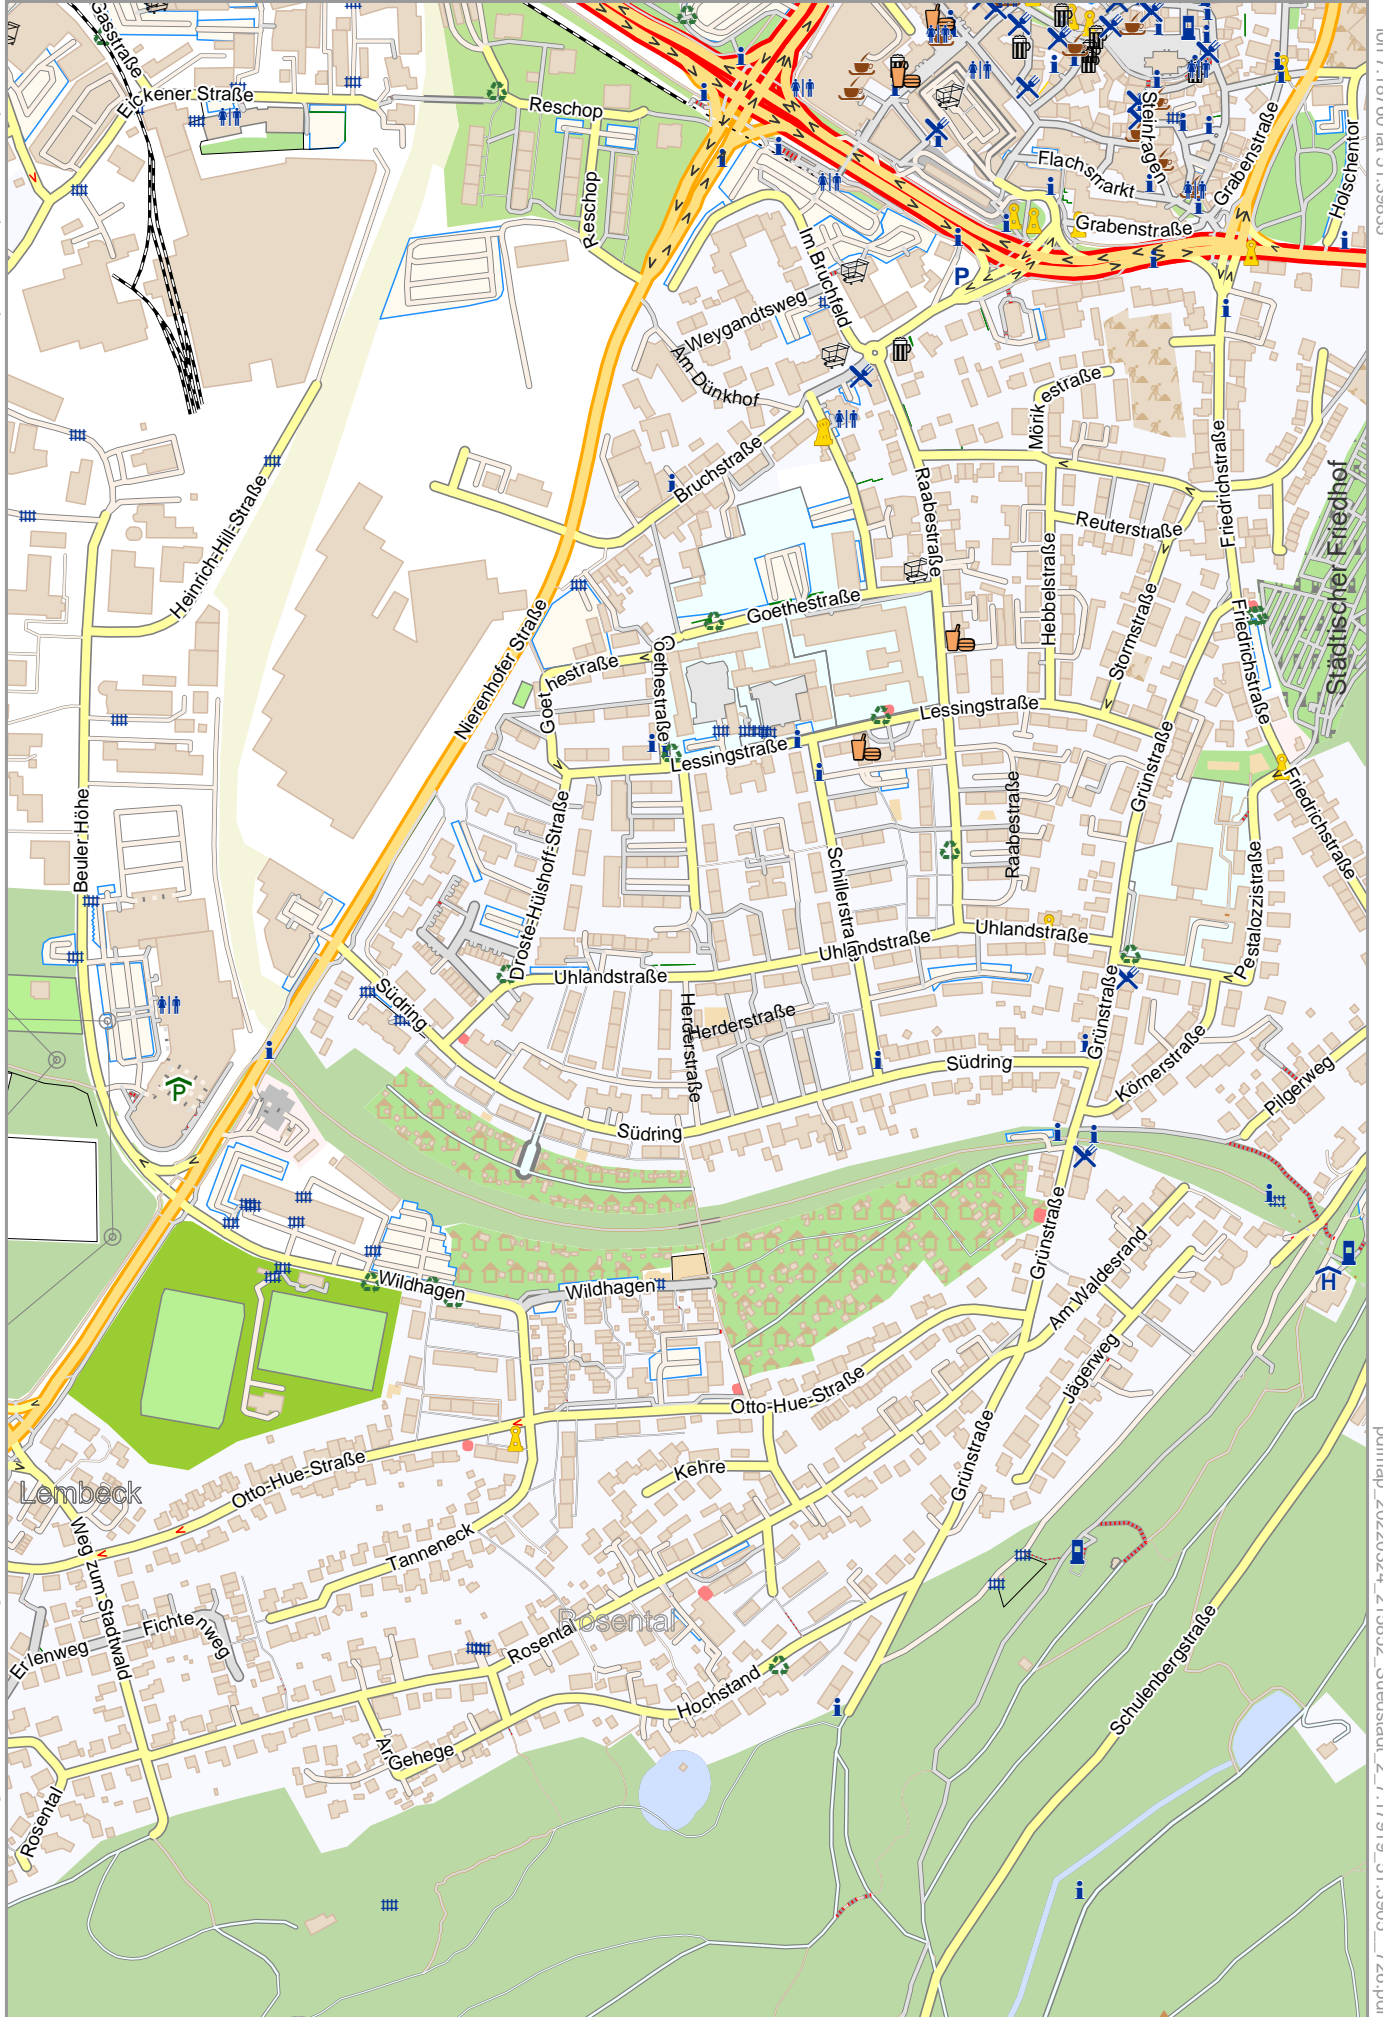 Gasstraße
Eickener Straße
Reschop
Reschop
Steinhagen
Flachsmarkt
Grabenstraße
Grabenstraße
Holschentor
Im Bruchfeld
P
Weygandtsweg
Am Dünkhof
Mörikestraße
Bruchstraße
Raabestraße
Friedrichstraße
Städtischer Friedhof
Reuterstraße
Heinrich-Hill-Straße
Hebbelstraße
Goethestraße
Stormstraße
Friedrichstraße
Nierenhofer Straße
Goethestraße
Goethestraße
Lessingstraße
Lessingstraße
Grünstraße
Friedrichstraße
Beuler Höhe
Droste-Hülshoff-Straße
Raabestraße
Schillerstraße
Pestalozzistraße
Uhlandstraße
Uhlandstraße
Uhlandstraße
Südring
Herderstraße
Herderstraße
Grünstraße
Südring
Körnerstraße
Pilgerweg
P
Südring
Grünstraße
Am Waldesrand
H
Wildhagen
Wildhagen
Jägerweg
Otto-Hue-Straße
Kehre
Grünstraße
Otto-Hue-Straße
Lembeck
Weg zum Stadtwald
Tanneneck
Fichtenweg
Erlenweg
Rosental
Rosental
Hochstand
Schulenbergstraße
Am Gehege
Rosental